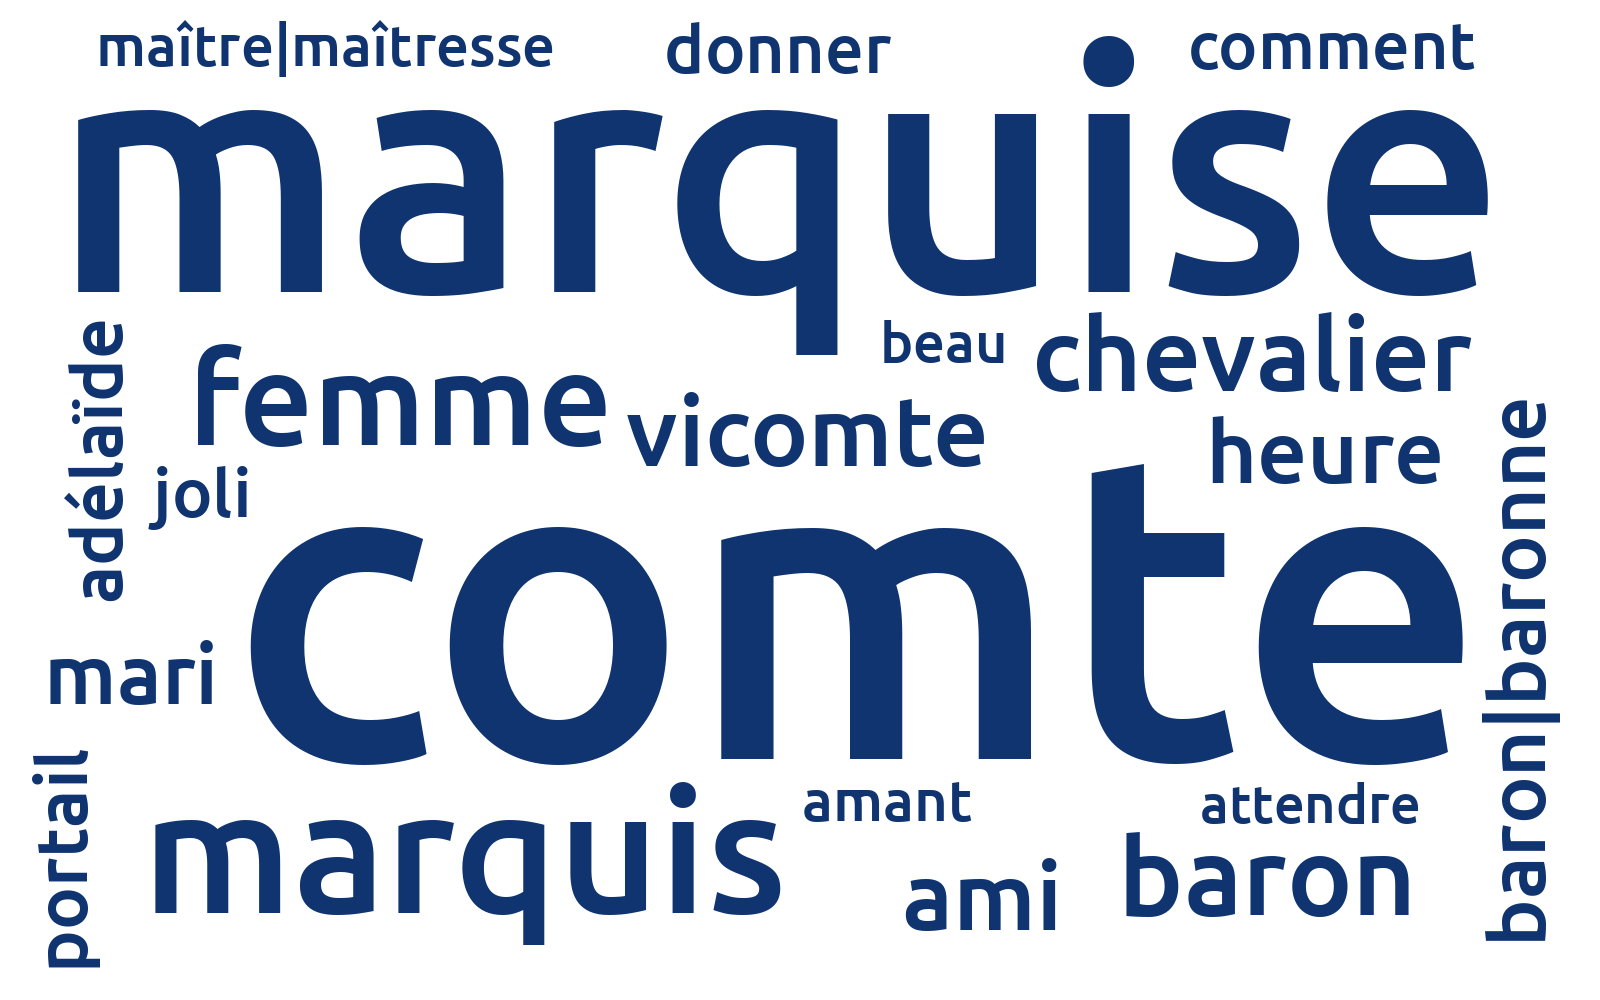 maître|maîtresse
donner
comment
marquise
adélaïde
femme
beau
chevalier
vicomte
heure
joli
baron|baronne
comte
mari
portail
marquis
amant
attendre
ami
baron